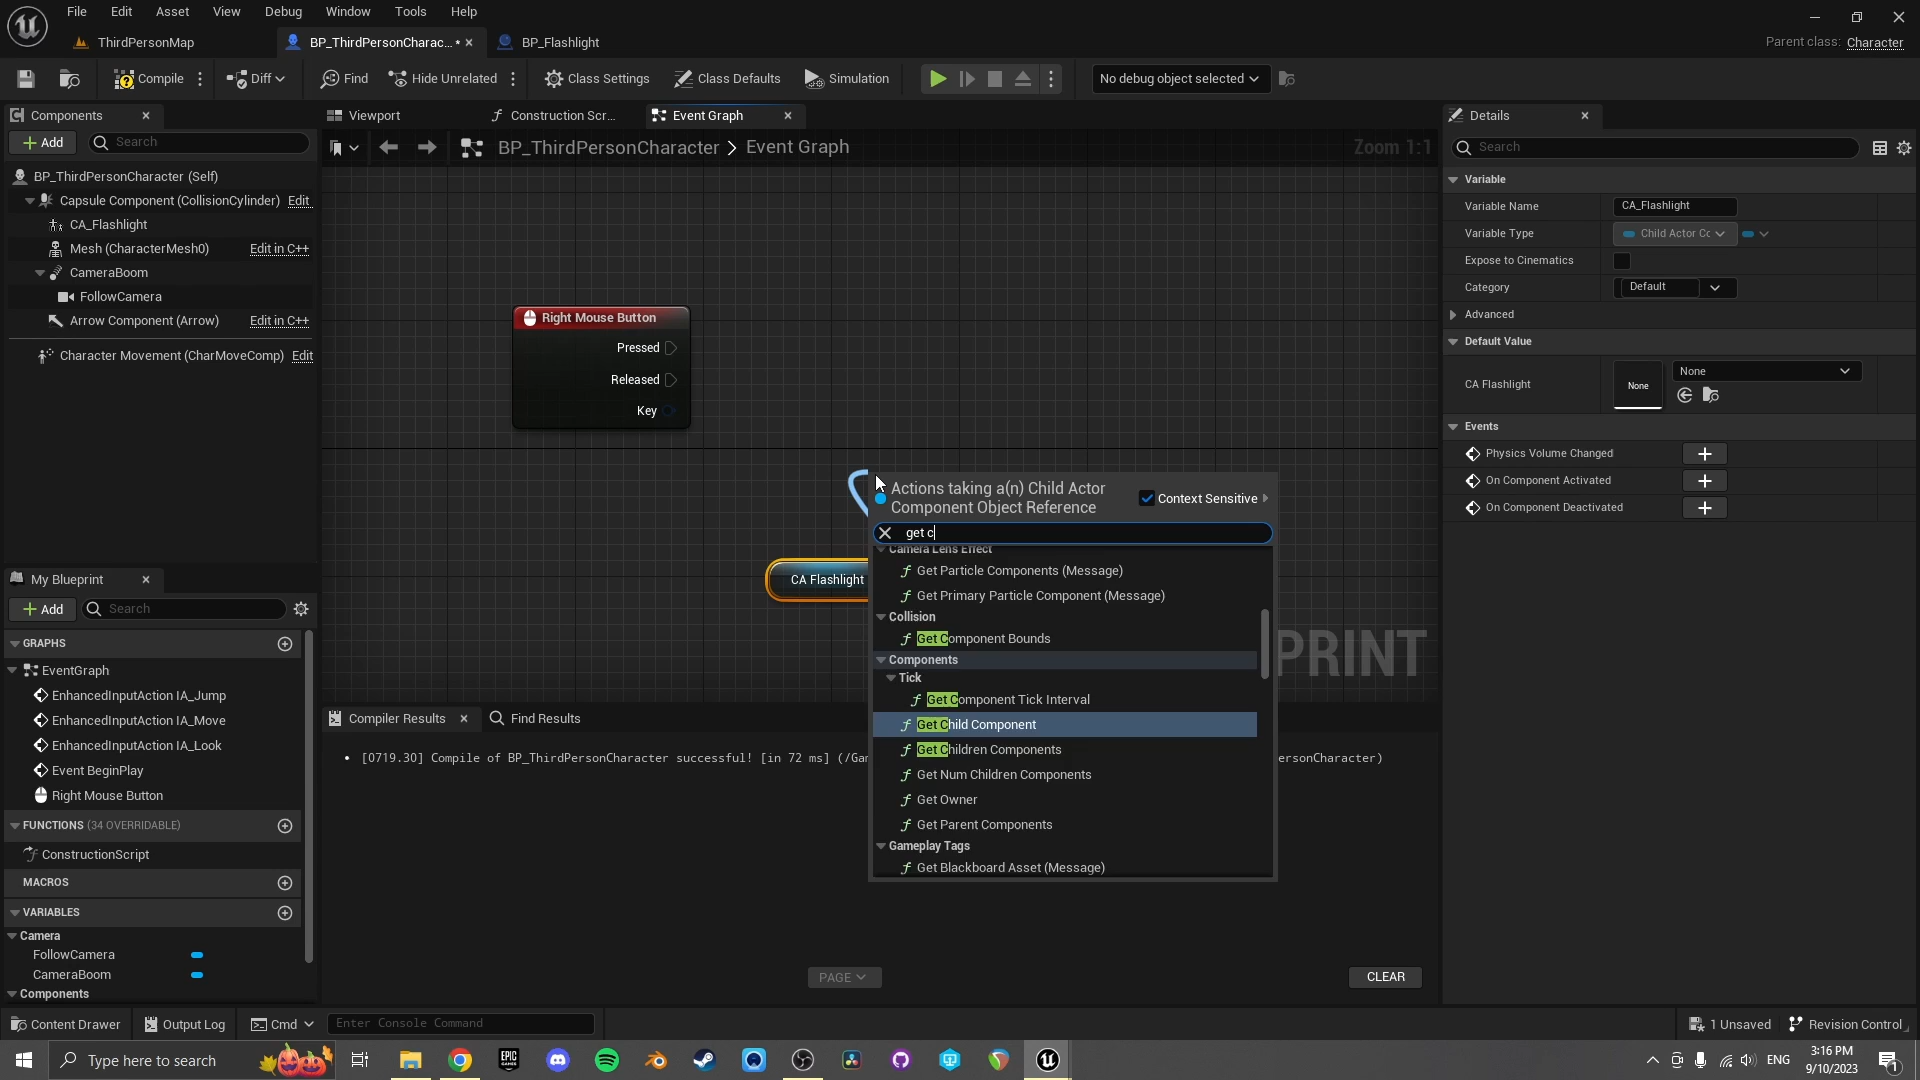 File Edit Asset View Debug Window Tools Help
ThirdPersonMap BP_ThirdPersonCharac... • BP_Flashlight
Parent class: Character
Compile Diff Find Hide Unrelated Class Settings Class Defaults Simulation No debug object selected
Components
Add Search
BP_ThirdPersonCharacter (Self)
Capsule Component (CollisionCylinder) Edit
CA_Flashlight
Mesh (CharacterMesh0) Edit in C++
CameraBoom
FollowCamera
Arrow Component (Arrow) Edit in C++
Character Movement (CharMoveComp) Edit
My Blueprint
Add Search
GRAPHS
EventGraph
EnhancedInputAction IA_Jump
EnhancedInputAction IA_Move
EnhancedInputAction IA_Look
Event BeginPlay
Right Mouse Button
FUNCTIONS (34 OVERRIDABLE)
ConstructionScript
MACROS
VARIABLES
Camera
FollowCamera
CameraBoom
Components
Viewport Construction Scr... Event Graph
BP_ThirdPersonCharacter > Event Graph Zoom 1:1
Right Mouse Button
Pressed
Released
Key
CA Flashlight
PRINT
Actions taking a(n) Child Actor
Component Object Reference
Context Sensitive
get c
Camera Lens Effect
Get Particle Components (Message)
Get Primary Particle Component (Message)
Collision
Get Component Bounds
Components
Tick
Get Component Tick Interval
Get Child Component
Get Children Components
Get Num Children Components
Get Owner
Get Parent Components
Gameplay Tags
Get Blackboard Asset (Message)
Compiler Results Find Results
• [0719.30] Compile of BP_ThirdPersonCharacter successful! [in 72 ms] (/Gam ersonCharacter)
PAGE CLEAR
Details
Search
Variable
Variable Name CA_Flashlight
Variable Type Child Actor Cc
Expose to Cinematics
Category Default
Advanced
Default Value
CA Flashlight None None
Events
Physics Volume Changed
On Component Activated
On Component Deactivated
Content Drawer Output Log Cmd Enter Console Command 1 Unsaved Revision Control
Type here to search EPIC GAMES ENG 3:16 PM
9/10/2023 1